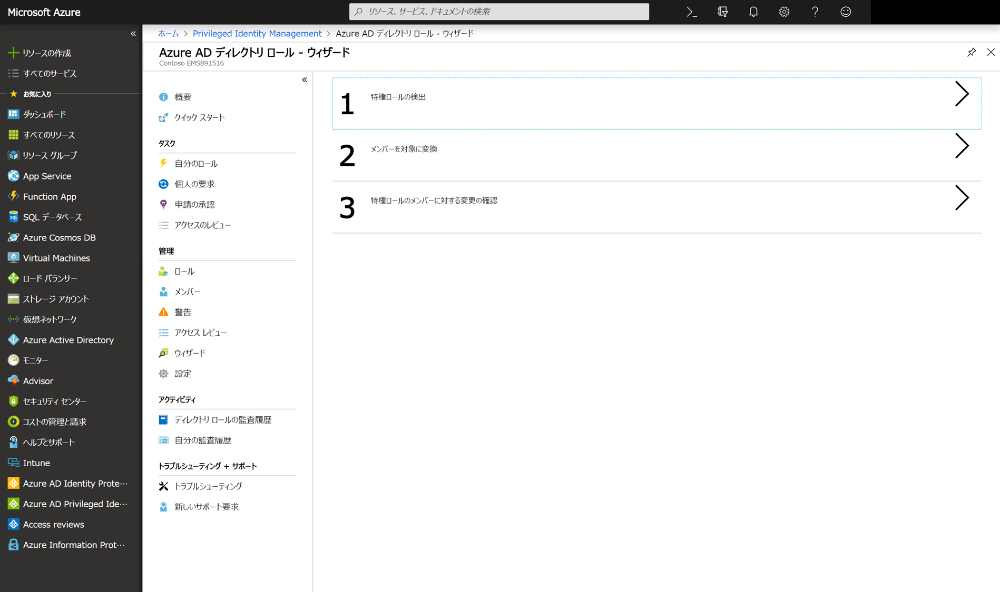 Microsoft Azure
リソース、サービス、ドキュメントの検索
リソースの作成
すべてのサービス
お気に入り
ダッシュボード
すべてのリソース
リソース グループ
App Service
Function App
SQL データベース
Azure Cosmos DB
Virtual Machines
ロード バランサー
ストレージ アカウント
仮想ネットワーク
Azure Active Directory
モニター
Advisor
セキュリティ センター
コストの管理と請求
ヘルプとサポート
Intune
Azure AD Identity Prote···
Azure AD Privileged Ide···
Access reviews
Azure Information Prot···
ホーム > Privileged Identity Management > Azure AD ディレクトリ ロール - ウィザード
Azure AD ディレクトリ ロール - ウィザード
Contoso EMS891516
概要
クイック スタート
タスク
自分のロール
個人の要求
申請の承認
アクセスのレビュー
管理
ロール
メンバー
警告
アクセス レビュー
ウィザード
設定
アクティビティ
ディレクトリ ロールの監査履歴
自分の監査履歴
トラブルシューティング + サポート
トラブルシューティング
新しいサポート要求
1 特権ロールの検出
2 メンバーを対象に変換
3 特権ロールのメンバーに対する変更の確認